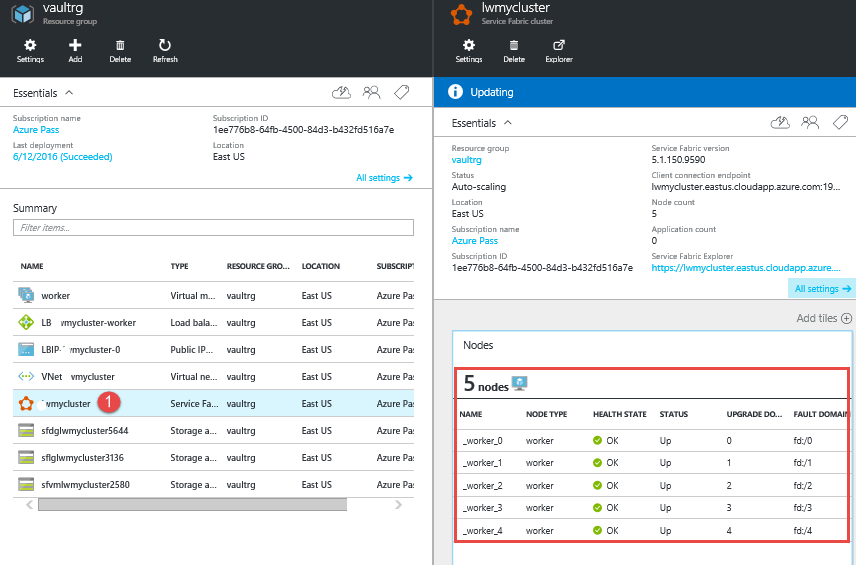 vaultrg
Resource group
Settings
Add
Delete
Refresh
Essentials
Subscription name
Azure Pass
Subscription ID
1ee776b8-64fb-4500-84d3-b432fd516a7e
Last deployment
6/12/2016 (Succeeded)
Location
East US
All settings →
Summary
Filter items...
NAME TYPE RESOURCE GRO... LOCATION SUBSCRIPT
worker Virtual m... vaultrg East US Azure Pas
LB lwmycluster-worker Load bala... vaultrg East US Azure Pas
LBIP- mycluster-0 Public IP... vaultrg East US Azure Pas
VNet mycluster Virtual ne... vaultrg East US Azure Pas
lwmycluster 1 Service Fa... vaultrg East US Azure Pas
sfdglwmycluster5644 Storage a... vaultrg East US Azure Pas
sflglwmycluster3136 Storage a... vaultrg East US Azure Pas
sfvmlwmycluster2580 Storage a... vaultrg East US Azure Pas
lwmycluster
Service Fabric cluster
Settings
Delete
Explorer
Updating
Essentials
Resource group
vaultrg
Service Fabric version
5.1.150.9590
Status
Auto-scaling
Client connection endpoint
lwmycluster.eastus.cloudapp.azure.com:19...
Location
East US
Node count
5
Subscription name
Azure Pass
Application count
0
Subscription ID
1ee776b8-64fb-4500-84d3-b432fd516a7e
Service Fabric Explorer
https://lwmycluster.eastus.cloudapp.azure....
All settings →
Add tiles
Nodes
5 nodes
NAME NODE TYPE HEALTH STATE STATUS UPGRADE DO... FAULT DOMAIN
_worker_0 worker OK Up 0 fd:/0
_worker_1 worker OK Up 1 fd:/1
_worker_2 worker OK Up 2 fd:/2
_worker_3 worker OK Up 3 fd:/3
_worker_4 worker OK Up 4 fd:/4